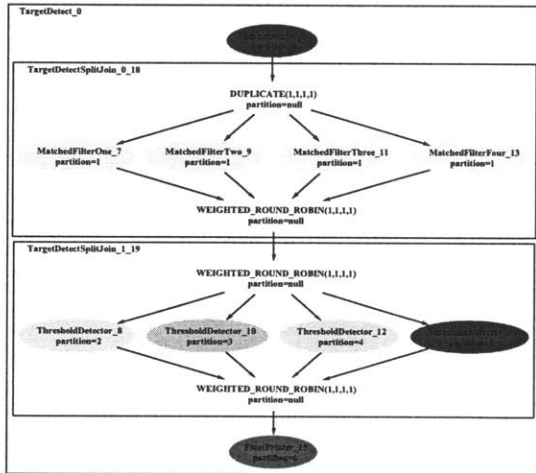 TargetDetect_0
TargetDetectSplitJoin_0_18
DUPLICATE(1,1,1,1)
partition=null
MatchedFilterOne_7
partition=1
MatchedFilterTwo_9
partition=1
MatchedFilterThree_11
partition=1
MatchedFilterFour_13
partition=1
WEIGHTED_ROUND_ROBIN(1,1,1,1)
partition=null
TargetDetectSplitJoin_1_19
WEIGHTED_ROUND_ROBIN(1,1,1,1)
partition=null
ThresholdDetector_8
partition=2
ThresholdDetector_10
partition=3
ThresholdDetector_12
partition=4
WEIGHTED_ROUND_ROBIN(1,1,1,1)
partition=null
FloatPrinter_15
partition=6